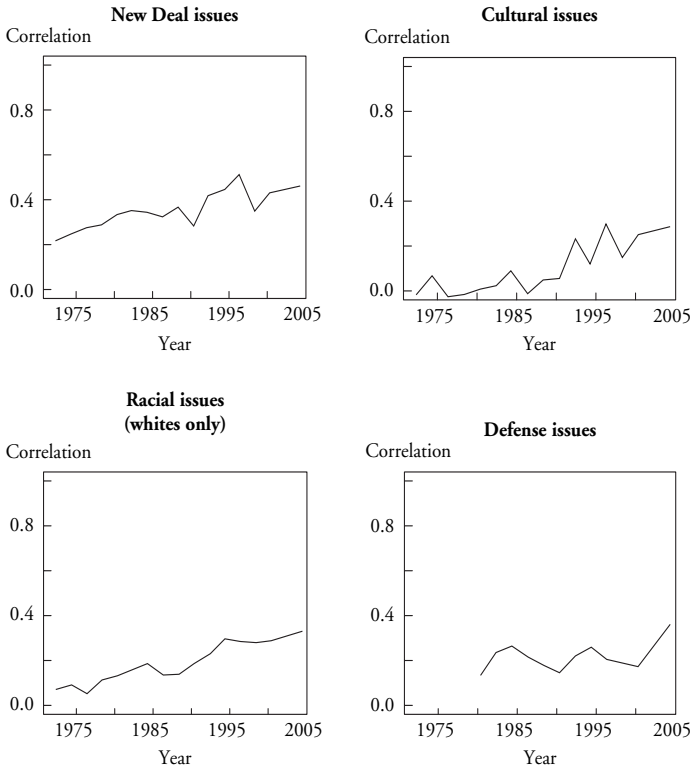 New Deal issues
Correlation
0.8
0.4
0.0
1975 1985 1995 2005
Year
Cultural issues
Correlation
0.8
0.4
0.0
1975 1985 1995 2005
Year
Racial issues
(whites only)
Correlation
0.8
0.4
0.0
1975 1985 1995 2005
Year
Defense issues
Correlation
0.8
0.4
0.0
1975 1985 1995 2005
Year